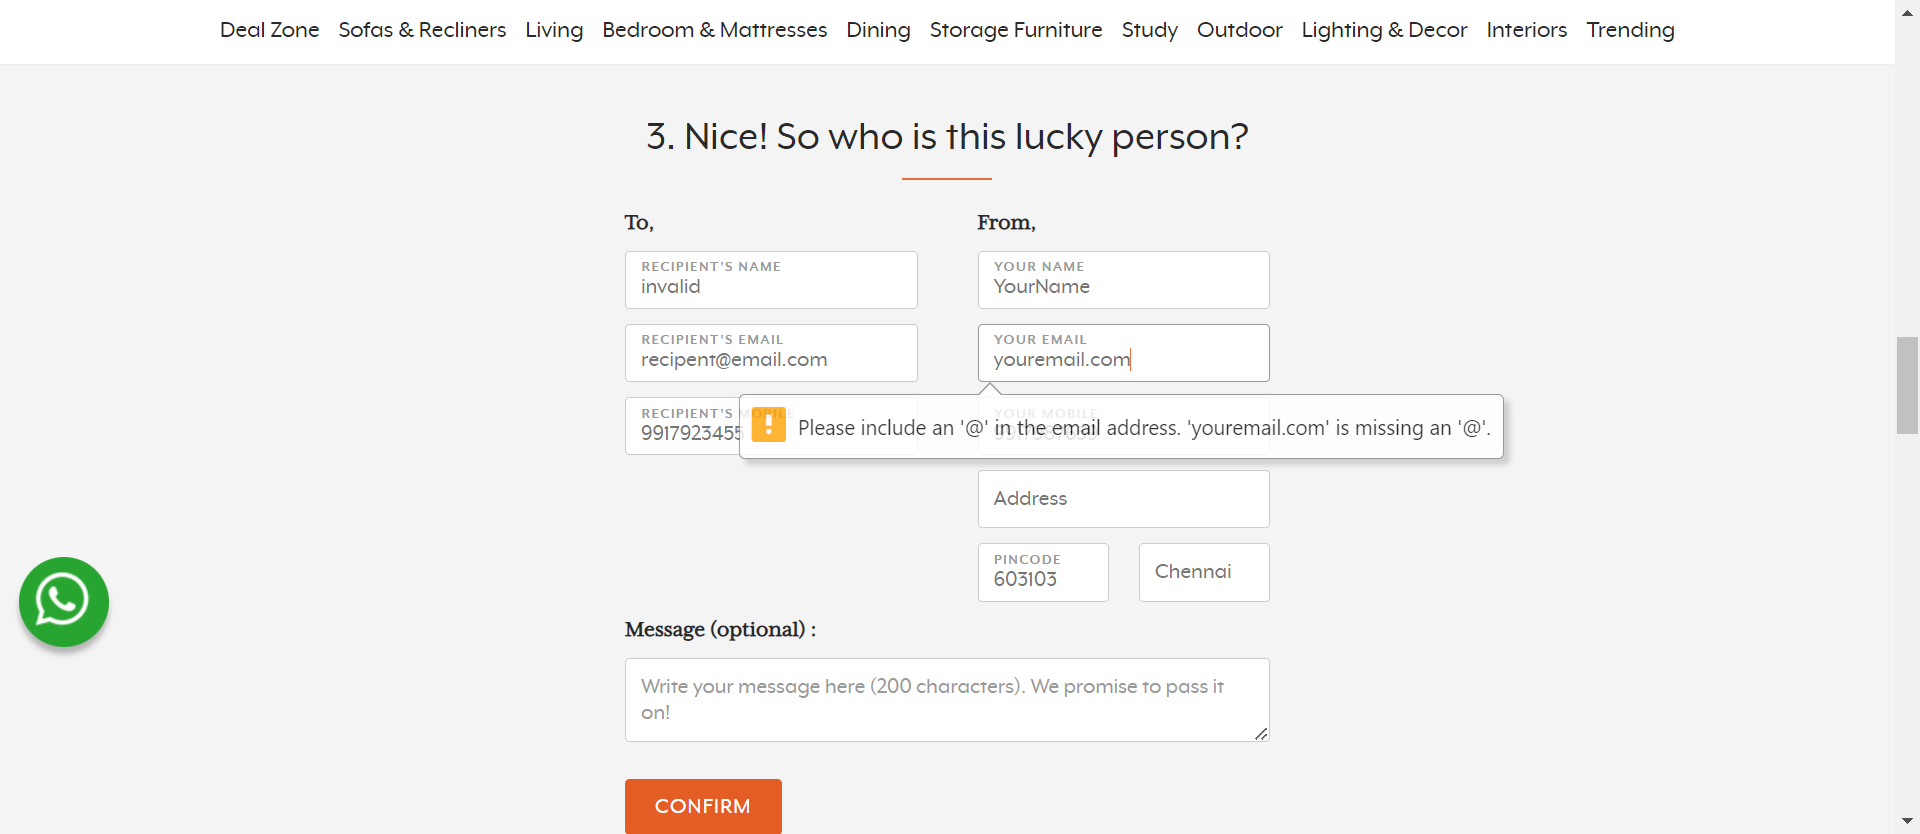 Deal Zone Sofas & Recliners Living Bedroom & Mattresses Dining Storage Furniture Study Outdoor Lighting & Decor Interiors Trending
3. Nice! So who is this lucky person?
To,
RECIPIENT'S NAME
invalid
RECIPIENT'S EMAIL
recipent@email.com
RECIPIENT'S MOBILE
9917923455
From,
YOUR NAME
YourName
YOUR EMAIL
youremail.com
Please include an '@' in the email address. 'youremail.com' is missing an '@'.
YOUR MOBILE
Address
PINCODE
603103
Chennai
Message (optional) :
Write your message here (200 characters). We promise to pass it
on!
CONFIRM